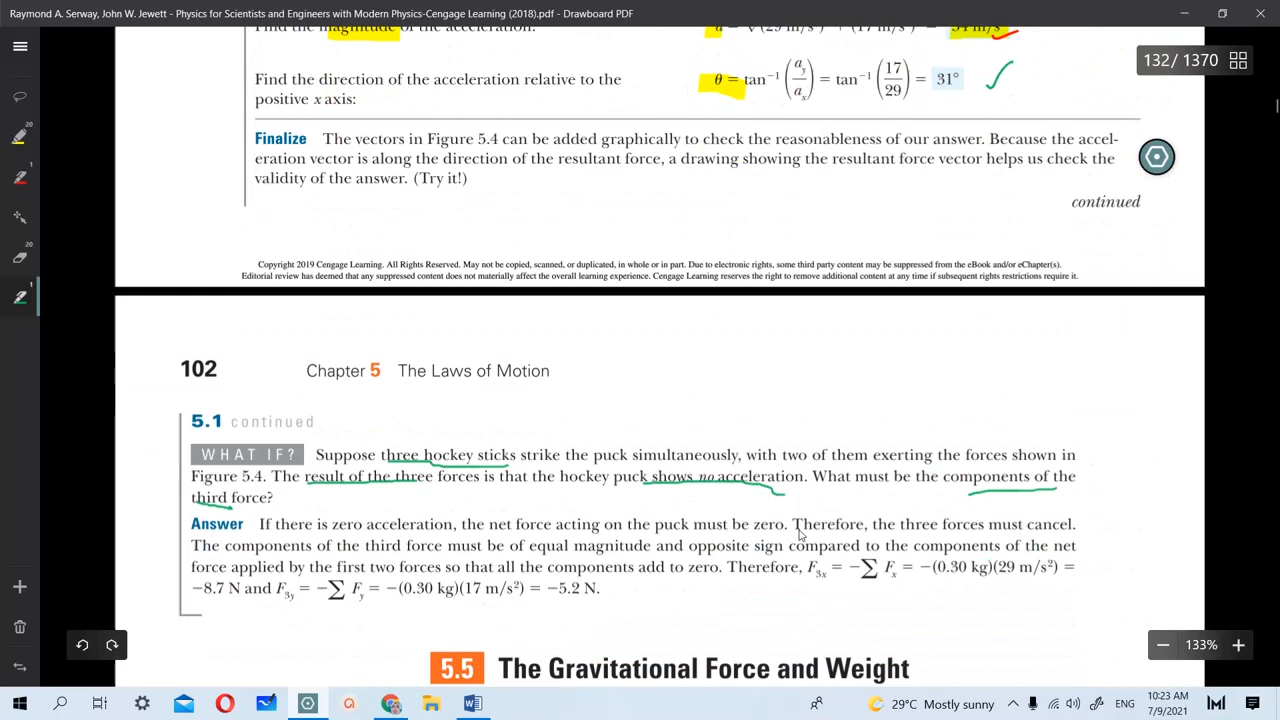 Raymond A. Serway, John W. Jewett - Physics for Scientists and Engineers with Modern Physics-Cengage Learning (2018).pdf - Drawboard PDF
Find the magnitude of the acceleration:
132 / 1370
Find the direction of the acceleration relative to the
positive x axis:
θ = tan⁻¹ (a_y/a_x) = tan⁻¹ (17/29) = 31°
Finalize The vectors in Figure 5.4 can be added graphically to check the reasonableness of our answer. Because the accel-
eration vector is along the direction of the resultant force, a drawing showing the resultant force vector helps us check the
validity of the answer. (Try it!)
continued
Copyright 2019 Cengage Learning. All Rights Reserved. May not be copied, scanned, or duplicated, in whole or in part. Due to electronic rights, some third party content may be suppressed from the eBook and/or eChapter(s).
Editorial review has deemed that any suppressed content does not materially affect the overall learning experience. Cengage Learning reserves the right to remove additional content at any time if subsequent rights restrictions require it.
102 Chapter 5 The Laws of Motion
5.1 continued
WHAT IF? Suppose three hockey sticks strike the puck simultaneously, with two of them exerting the forces shown in
Figure 5.4. The result of the three forces is that the hockey puck shows no acceleration. What must be the components of the
third force?
Answer If there is zero acceleration, the net force acting on the puck must be zero. Therefore, the three forces must cancel.
The components of the third force must be of equal magnitude and opposite sign compared to the components of the net
force applied by the first two forces so that all the components add to zero. Therefore, F₃ₓ = −∑ Fₓ = −(0.30 kg)(29 m/s²) =
−8.7 N and F₃y = −∑ Fy = −(0.30 kg)(17 m/s²) = −5.2 N.
133%
5.5 The Gravitational Force and Weight
29°C Mostly sunny
ENG
10:23 AM
7/9/2021